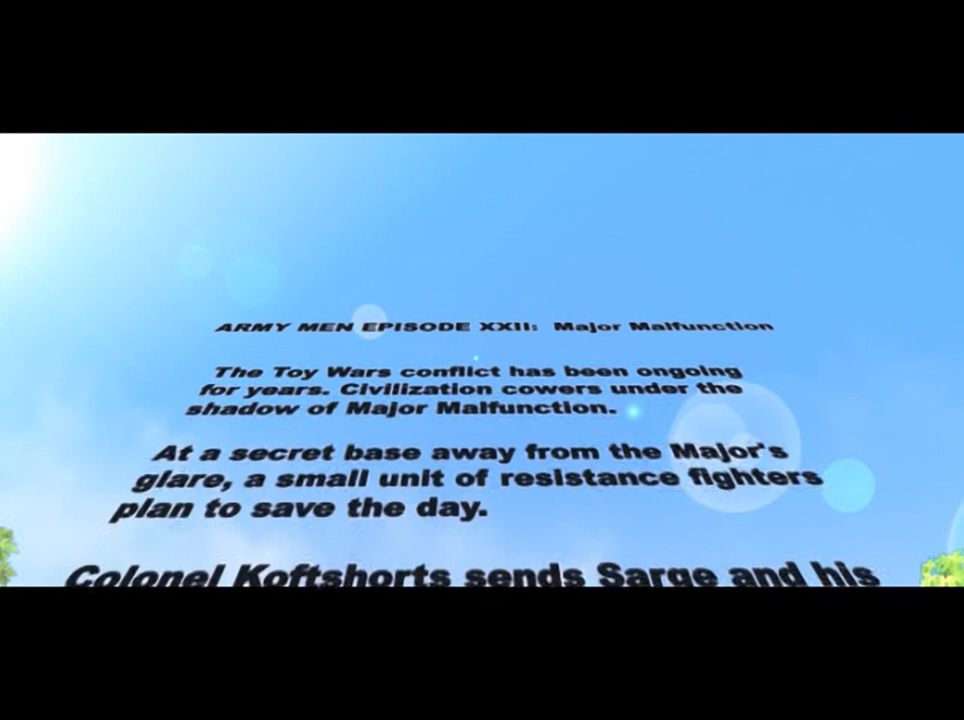 ARMY MEN EPISODE XXII: Major Malfunction
The Toy Wars conflict has been ongoing
for years. Civilization cowers under the
shadow of Major Malfunction.
At a secret base away from the Major's
glare, a small unit of resistance fighters
plan to save the day.
Colonel Koftshorts sends Sarge and his